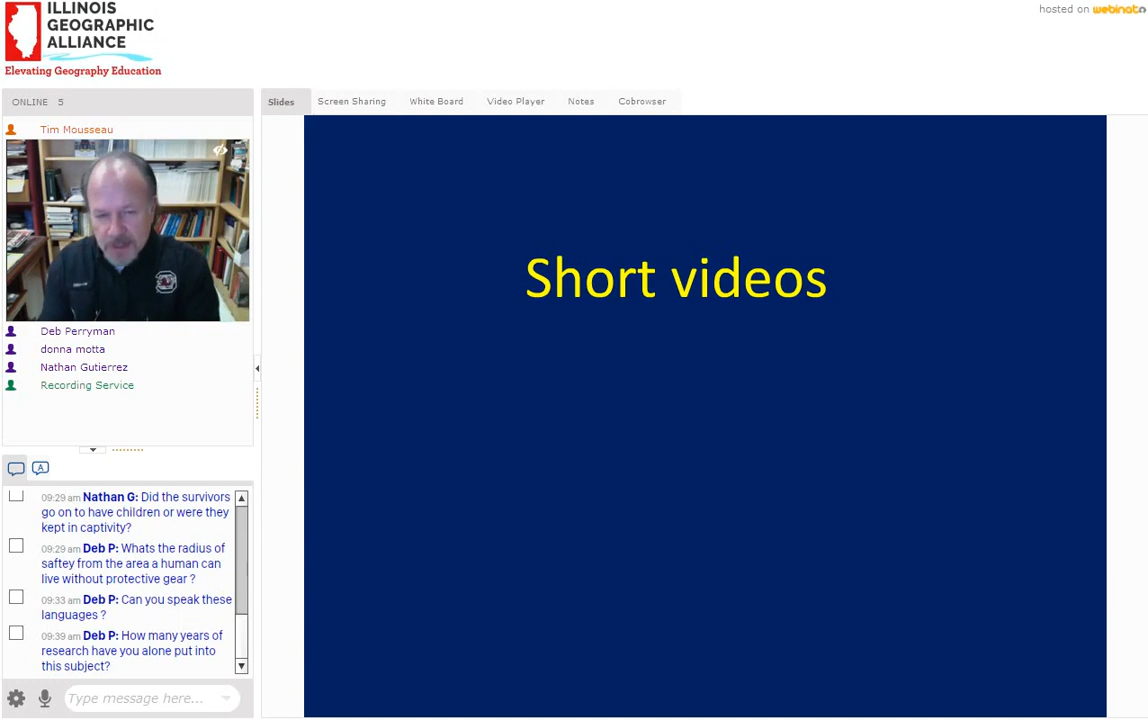 ILLINOIS
GEOGRAPHIC
ALLIANCE
Elevating Geography Education
hosted on webinato
ONLINE 5
Slides Screen Sharing White Board Video Player Notes Cobrowser
Tim Mousseau
Deb Perryman
donna motta
Nathan Gutierrez
Recording Service
Short videos
A
09:29 am Nathan G: Did the survivors
go on to have children or were they
kept in captivity?
09:29 am Deb P: Whats the radius of
saftey from the area a human can
live without protective gear ?
09:33 am Deb P: Can you speak these
languages ?
09:39 am Deb P: How many years of
research have you alone put into
this subject?
Type message here...